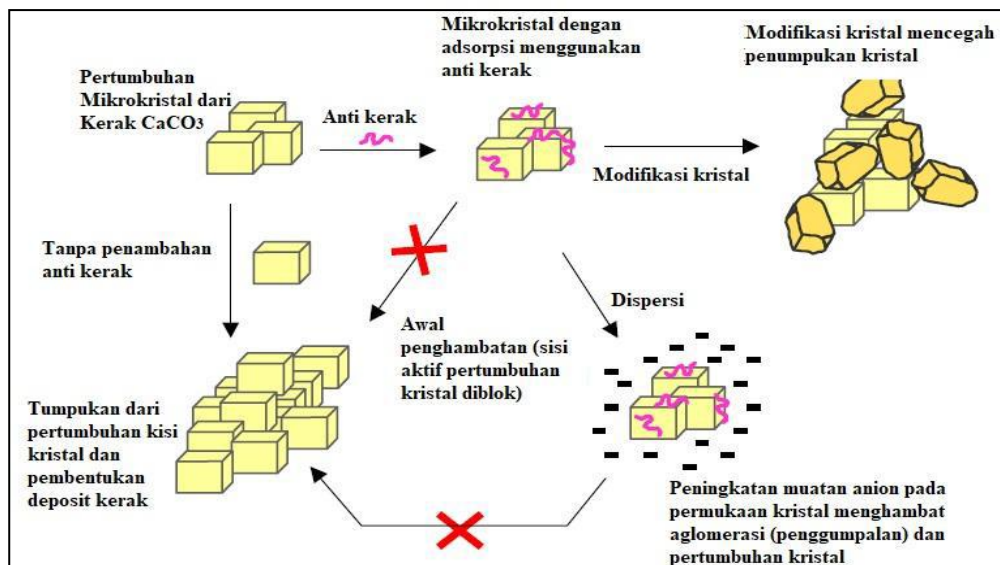 Pertumbuhan
Mikrokristal dari
Kerak CaCO3
Anti kerak
Mikrokristal dengan
adsorpsi menggunakan
anti kerak
Modifikasi kristal
Modifikasi kristal mencegah
penumpukan kristal
Tanpa penambahan
anti kerak
Awal
penghambatan (sisi
aktif pertumbuhan
kristal diblok)
Dispersi
Tumpukan dari
pertumbuhan kisi
kristal dan
pembentukan
deposit kerak
Peningkatan muatan anion pada
permukaan kristal menghambat
aglomerasi (penggumpalan) dan
pertumbuhan kristal